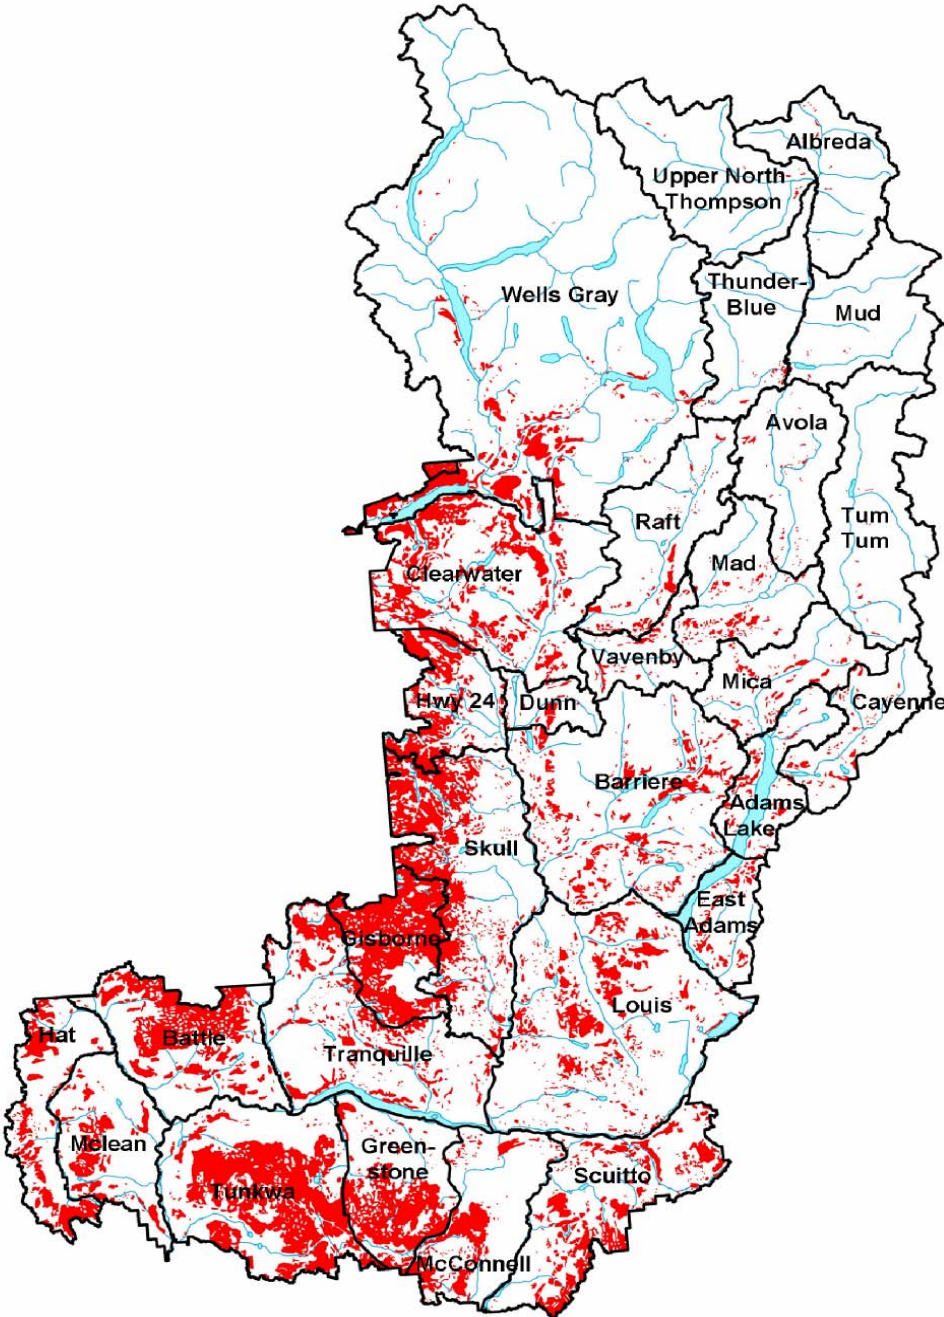 Albreda
Upper North
Thompson
Wells Gray
Thunder-
Blue
Mud
Avola
Raft
Tum
Tum
Mad
Clearwater
Vavenby
Mica
Hwy 24
Dunn
Cayenne
Barriere
Adams
Lake
Skull
East
Adams
Gisborne
Louis
Hat
Battle
Tranquille
Mclean
Green-
stone
Scuitto
Tunkwa
McConnell